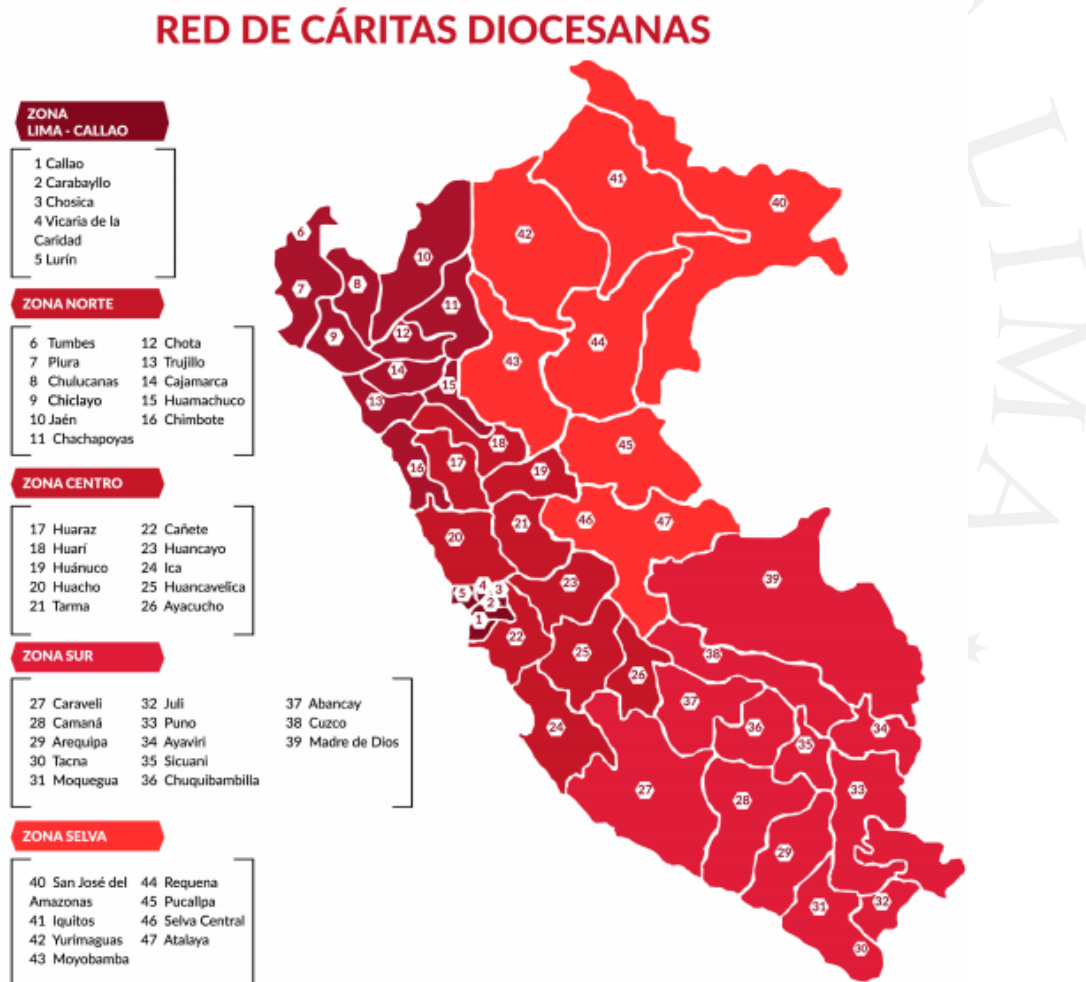 RED DE CÁRITAS DIOCESANAS
ZONA
LIMA - CALLAO
1 Callao
2 Carabayllo
3 Chosica
4 Vicaria de la
Caridad
5 Lurín
ZONA NORTE
6 Tumbes
7 Piura
8 Chulucanas
9 Chiclayo
10 Jaén
11 Chachapoyas
12 Chota
13 Trujillo
14 Cajamarca
15 Huamachuco
16 Chimbote
ZONA CENTRO
17 Huaraz
18 Huarí
19 Huánuco
20 Huacho
21 Tarma
22 Cañete
23 Huancayo
24 Ica
25 Huancavelica
26 Ayacucho
ZONA SUR
27 Caraveli
28 Camaná
29 Arequipa
30 Tacna
31 Moquegua
32 Juli
33 Puno
34 Ayaviri
35 Sicuani
36 Chuquibambilla
37 Abancay
38 Cuzco
39 Madre de Dios
ZONA SELVA
40 San José del
Amazonas
41 Iquitos
42 Yurimaguas
43 Moyobamba
44 Requena
45 Pucallpa
46 Selva Central
47 Atalaya
41
40
6
42
10
7
8
11
9
12
44
43
14
15
13
18
45
17
16
19
46
47
21
20
39
23
4
3
5
2
1
22
25
38
26
37
24
36
34
35
27
33
28
29
32
31
30
LIMA